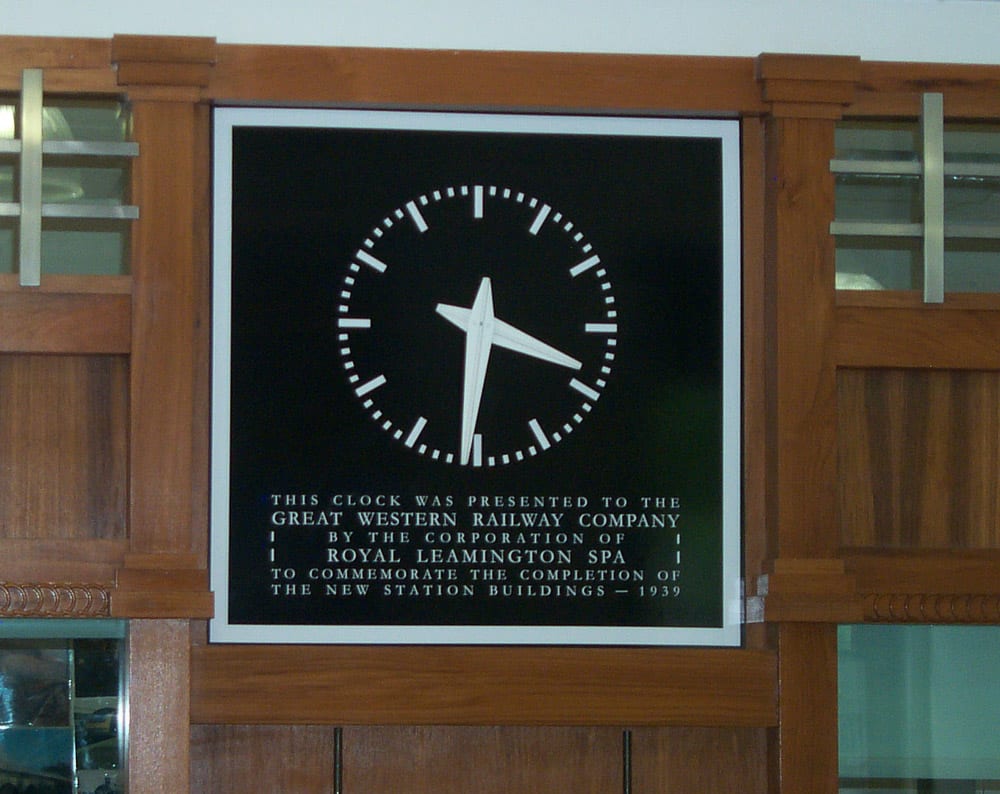 THIS CLOCK WAS PRESENTED TO THE
GREAT WESTERN RAILWAY COMPANY
BY THE CORPORATION OF
ROYAL LEAMINGTON SPA
TO COMMEMORATE THE COMPLETION OF
THE NEW STATION BUILDINGS — 1939